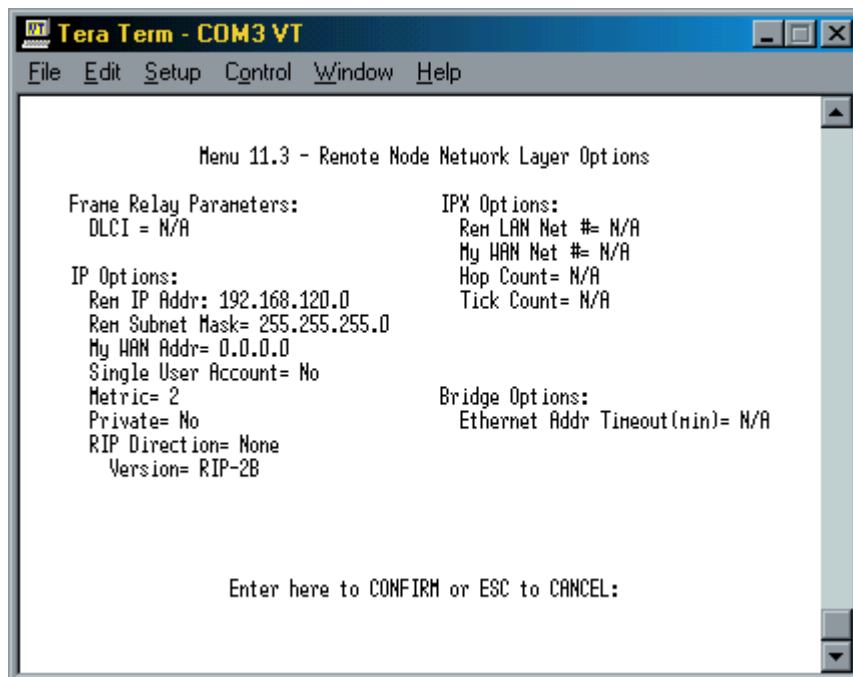 Tera Term - COM3 VT
File Edit Setup Control Window Help
Menu 11.3 - Remote Node Network Layer Options
Frame Relay Parameters:
DLCI = N/A
IP Options:
Rem IP Addr: 192.168.120.0
Rem Subnet Mask= 255.255.255.0
My WAN Addr= 0.0.0.0
Single User Account= No
Metric= 2
Private= No
RIP Direction= None
Version= RIP-2B
IPX Options:
Rem LAN Net #= N/A
My WAN Net #= N/A
Hop Count= N/A
Tick Count= N/A
Bridge Options:
Ethernet Addr Timeout(min)= N/A
Enter here to CONFIRM or ESC to CANCEL: